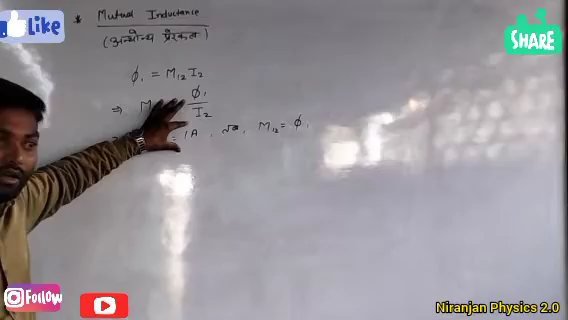 Like
* Mutual Inductance
(अन्योन्य प्रेरकत्व)
SHARE
ϕ₁ = M₁₂ I₂
⇒ M ϕ₁ / I₂
= 1A, तब, M₁₂ = ϕ₁
Follow
Niranjan Physics 2.0